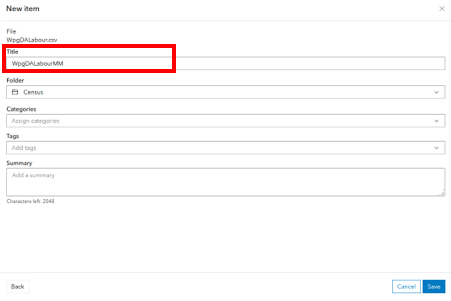 New item
File
WpgDALabour.csv
Title
WpgDALabourMM
Folder
Census
Categories
Assign categories
Tags
Add tags
Summary
Add a summary
Characters left: 2048
Back
Cancel
Save